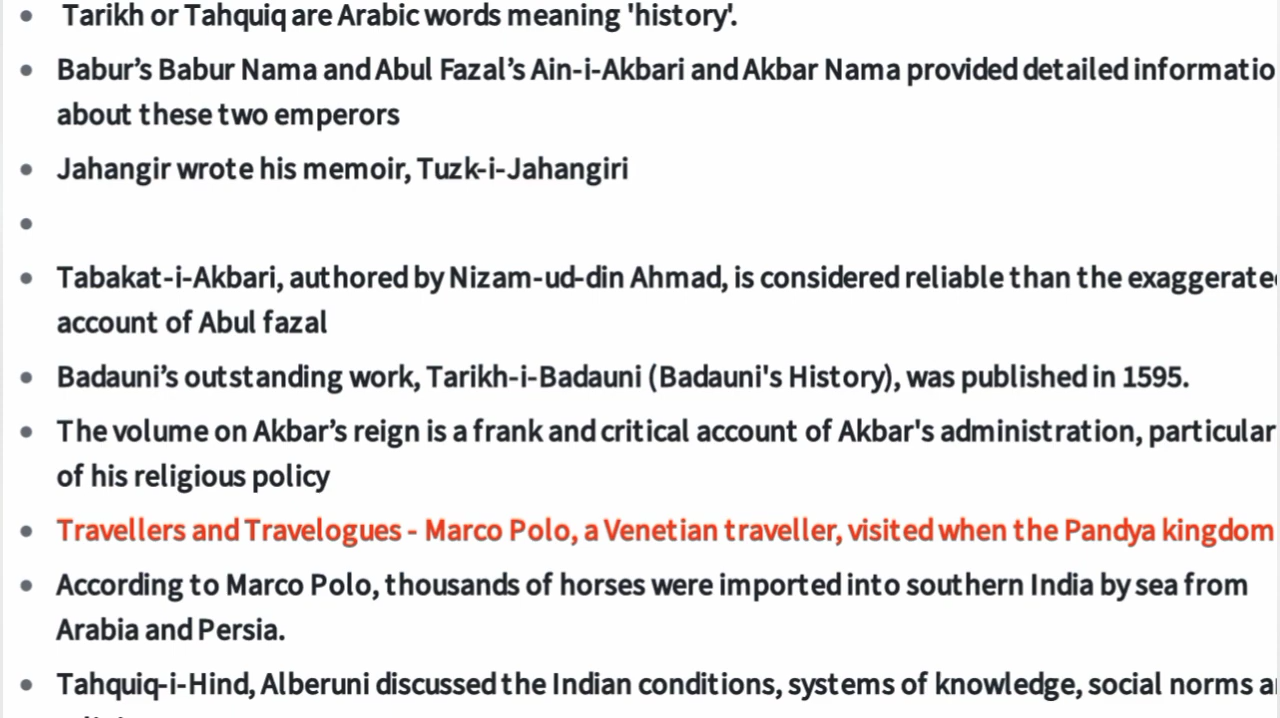 • Tarikh or Tahquiq are Arabic words meaning 'history'.
• Babur’s Babur Nama and Abul Fazal’s Ain-i-Akbari and Akbar Nama provided detailed informatio
about these two emperors
• Jahangir wrote his memoir, Tuzk-i-Jahangiri
•
• Tabakat-i-Akbari, authored by Nizam-ud-din Ahmad, is considered reliable than the exaggerate
account of Abul fazal
• Badauni’s outstanding work, Tarikh-i-Badauni (Badauni's History), was published in 1595.
• The volume on Akbar’s reign is a frank and critical account of Akbar's administration, particular
of his religious policy
• Travellers and Travelogues - Marco Polo, a Venetian traveller, visited when the Pandya kingdom
• According to Marco Polo, thousands of horses were imported into southern India by sea from
Arabia and Persia.
• Tahquiq-i-Hind, Alberuni discussed the Indian conditions, systems of knowledge, social norms a